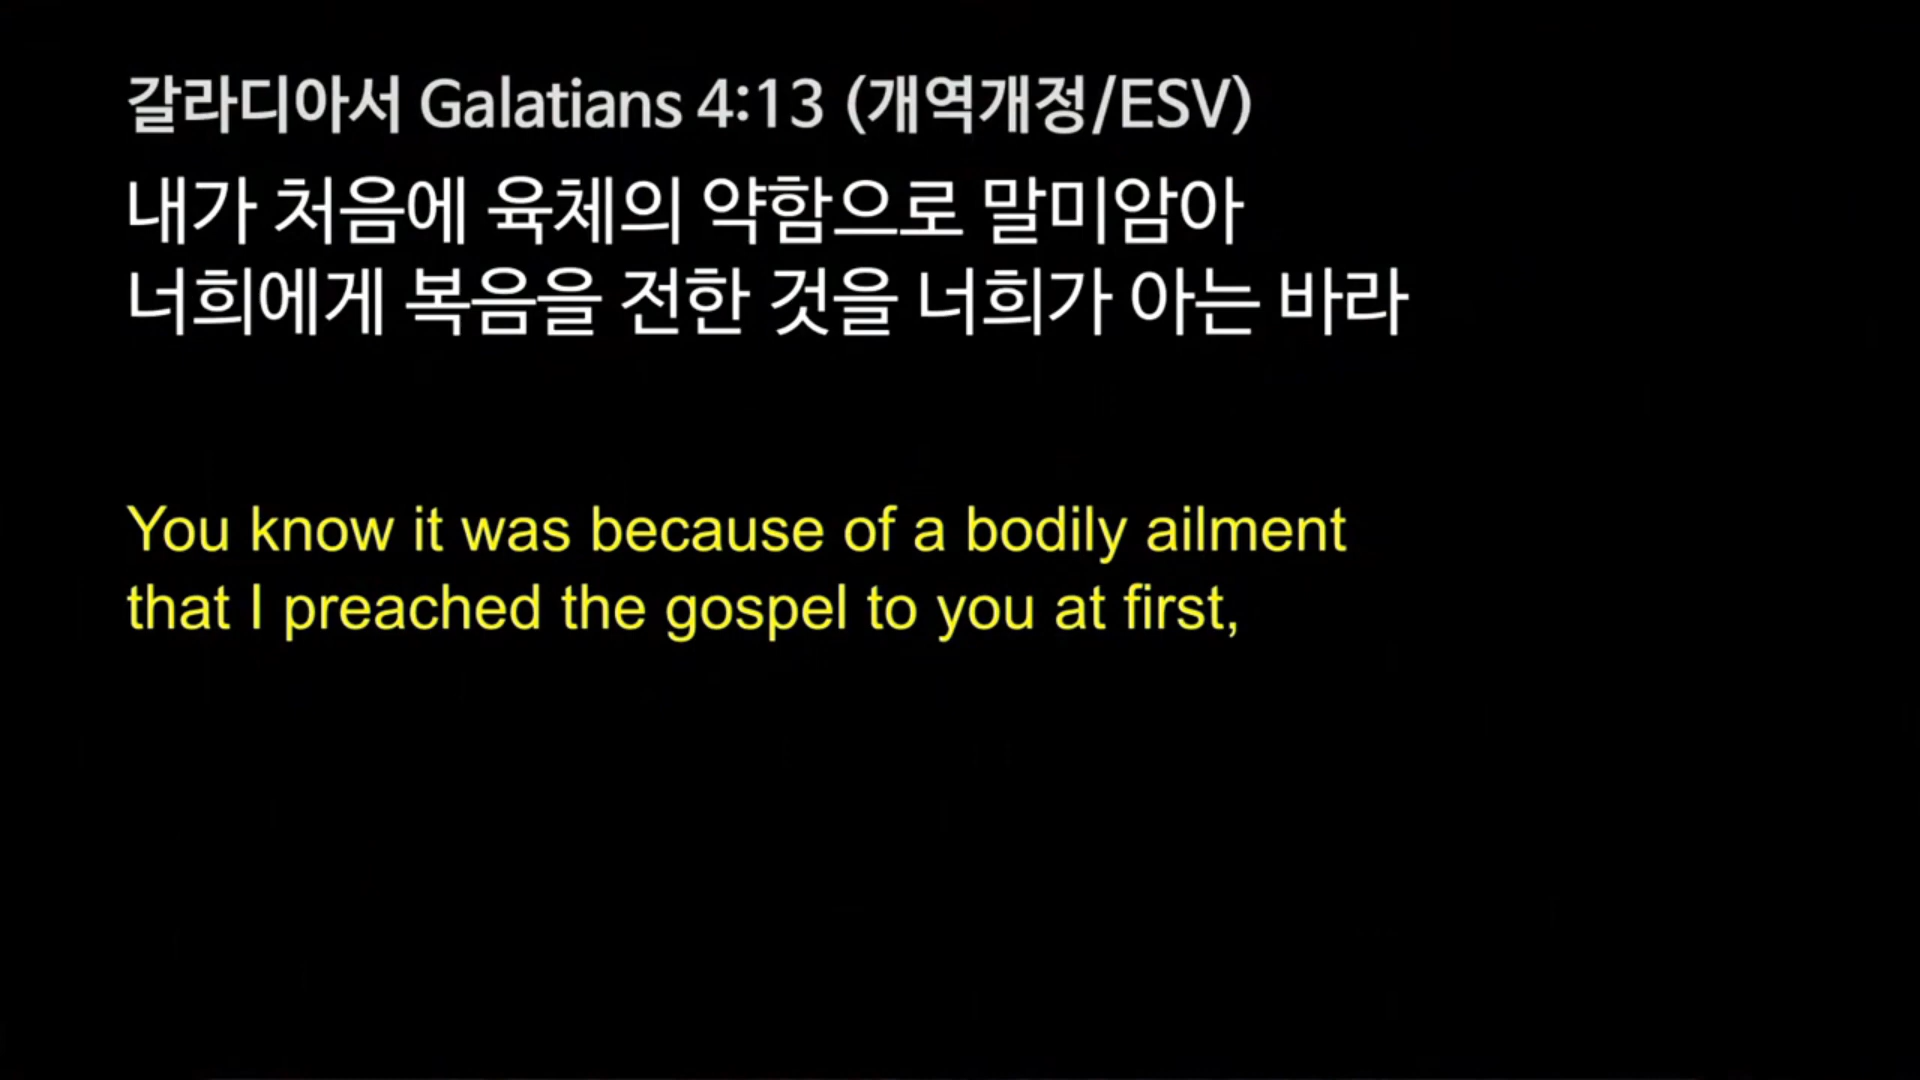 갈라디아서 Galatians 4:13 (개역개정/ESV)
내가 처음에 육체의 약함으로 말미암아
너희에게 복음을 전한 것을 너희가 아는 바라
You know it was because of a bodily ailment
that I preached the gospel to you at first,